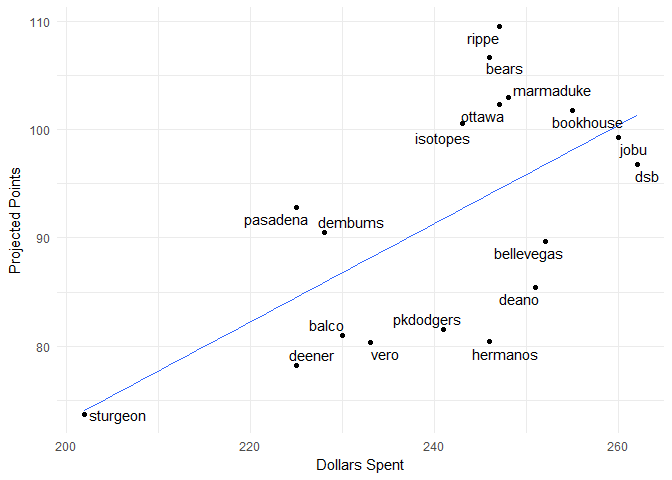 110
rippe
bears
marmaduke
ottawa
bookhouse
100
isotopes
jobu
dsb
Projected Points
pasadena
dembums
90
bellevegas
deano
pkdodgers
balco
80
deener
vero
hermanos
sturgeon
200
220
240
260
Dollars Spent